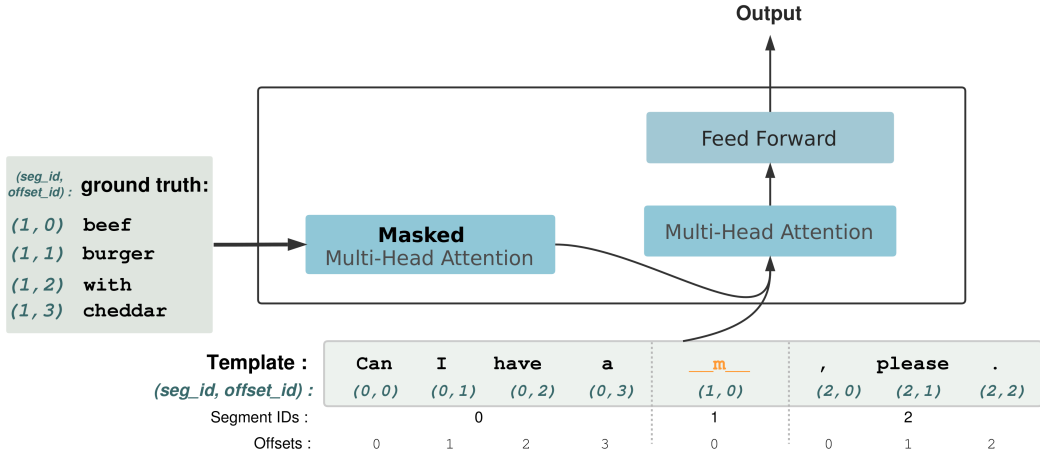 Output
Feed Forward
Multi-Head Attention
Masked
Multi-Head Attention
(seg_id,
offset_id) :
ground truth:
(1,0) beef
(1,1) burger
(1,2) with
(1,3) cheddar
Template : Can I have a __m__ , please .
(seg_id, offset_id) : (0,0) (0,1) (0,2) (0,3) (1,0) (2,0) (2,1) (2,2)
Segment IDs : 0 1 2
Offsets : 0 1 2 3 0 0 1 2